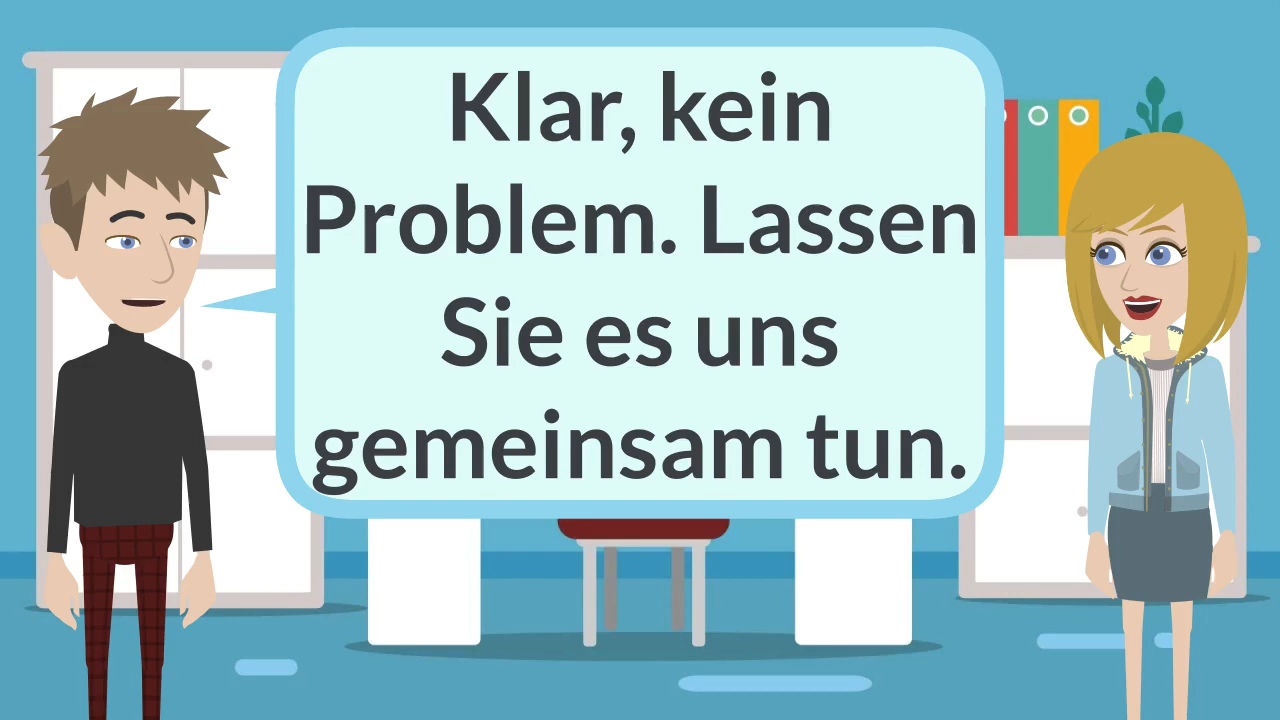 Klar, kein
Problem. Lassen
Sie es uns
gemeinsam tun.